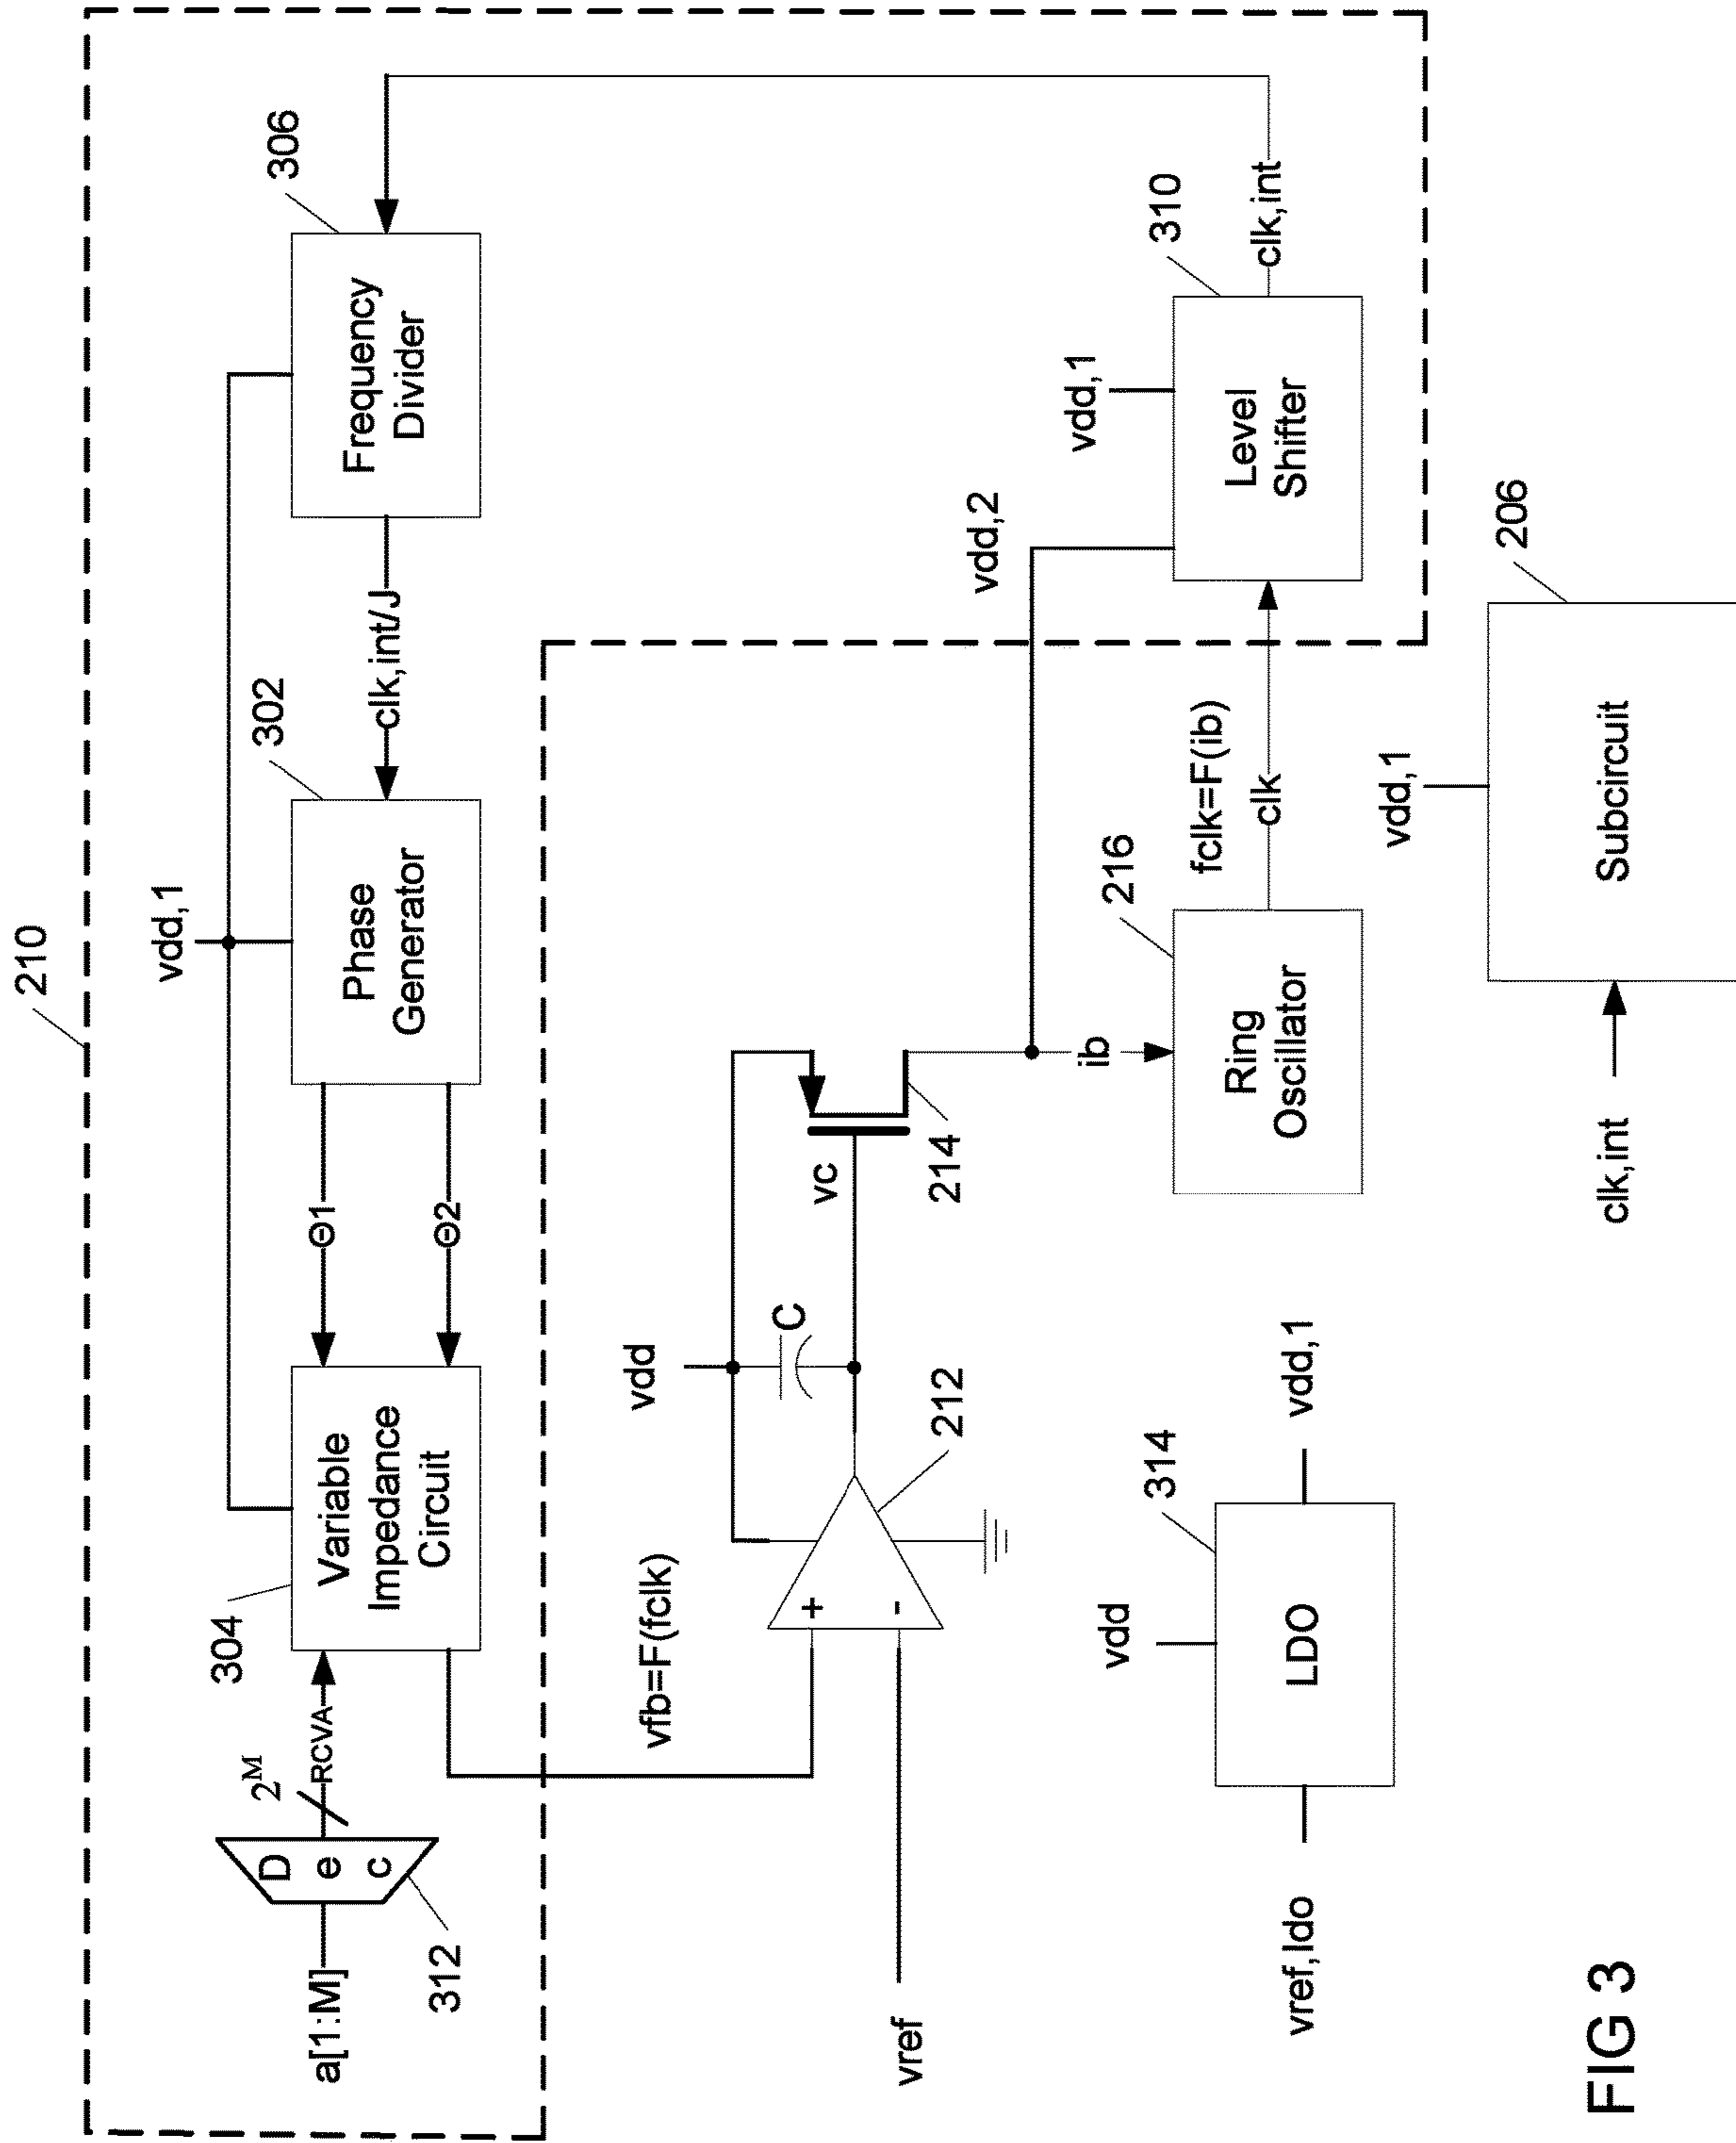 210
vdd,1
a[1:M]
312
D
e
c
2^M
RCVA
304
Variable
Impedance
Circuit
Θ1
Θ2
302
Phase
Generator
clk,int/J
306
Frequency
Divider
vref
vfb=F(fclk)
+
-
212
vdd
C
vc
214
ib
vdd,2
vdd,1
310
Level
Shifter
clk,int
216
Ring
Oscillator
fclk=F(ib)
clk
vref,ldo
vdd
314
LDO
vdd,1
clk,int
vdd,1
206
Subcircuit
FIG 3